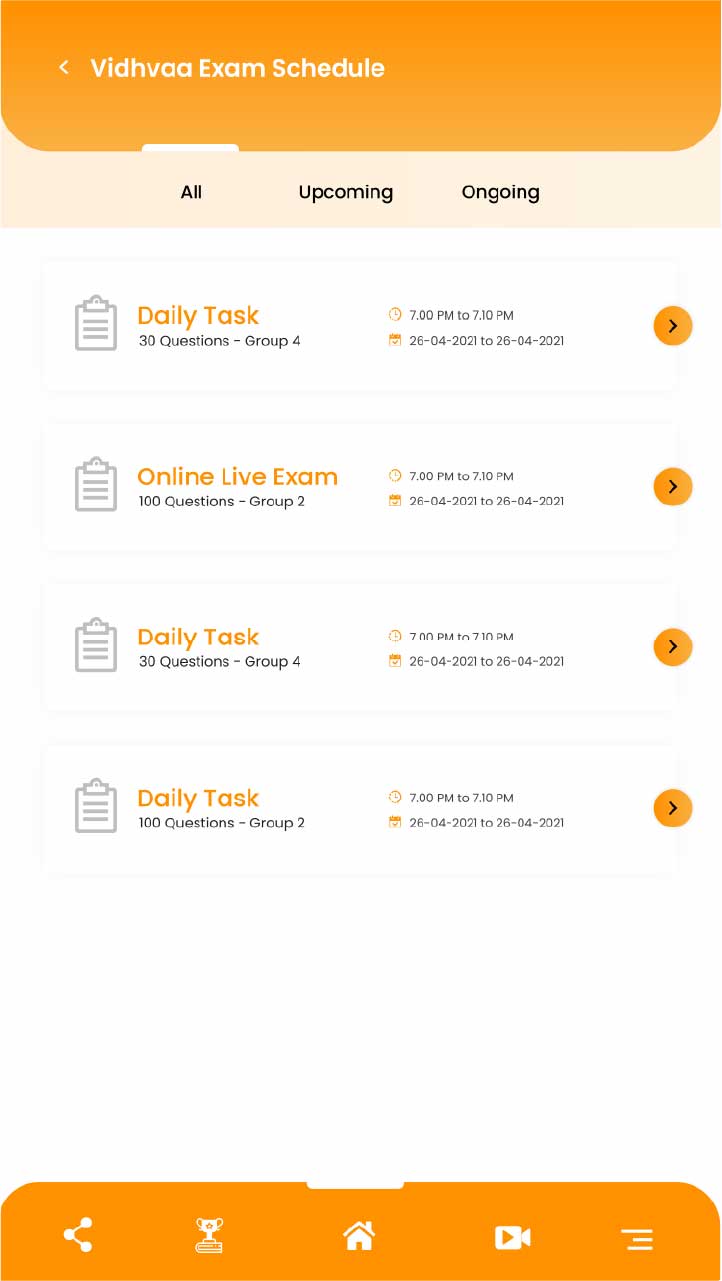 Vidhvaa Exam Schedule
All Upcoming Ongoing
Daily Task
30 Questions - Group 4
7.00 PM to 7.10 PM
26-04-2021 to 26-04-2021
Online Live Exam
100 Questions - Group 2
7.00 PM to 7.10 PM
26-04-2021 to 26-04-2021
Daily Task
30 Questions - Group 4
7.00 PM to 7.10 PM
26-04-2021 to 26-04-2021
Daily Task
100 Questions - Group 2
7.00 PM to 7.10 PM
26-04-2021 to 26-04-2021